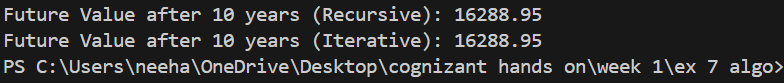 Future Value after 10 years (Recursive): 16288.95
Future Value after 10 years (Iterative): 16288.95
PS C:\Users\neeha\OneDrive\Desktop\cognizant hands on\week 1\ex 7 algo>